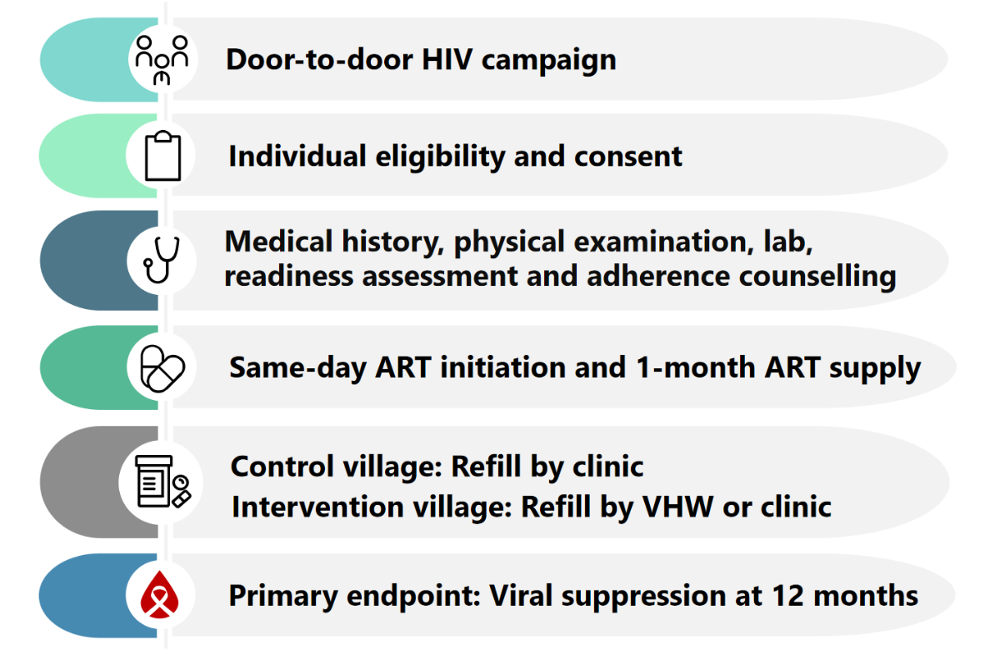 Door-to-door HIV campaign
Individual eligibility and consent
Medical history, physical examination, lab,
readiness assessment and adherence counselling
Same-day ART initiation and 1-month ART supply
Control village: Refill by clinic
Intervention village: Refill by VHW or clinic
Primary endpoint: Viral suppression at 12 months